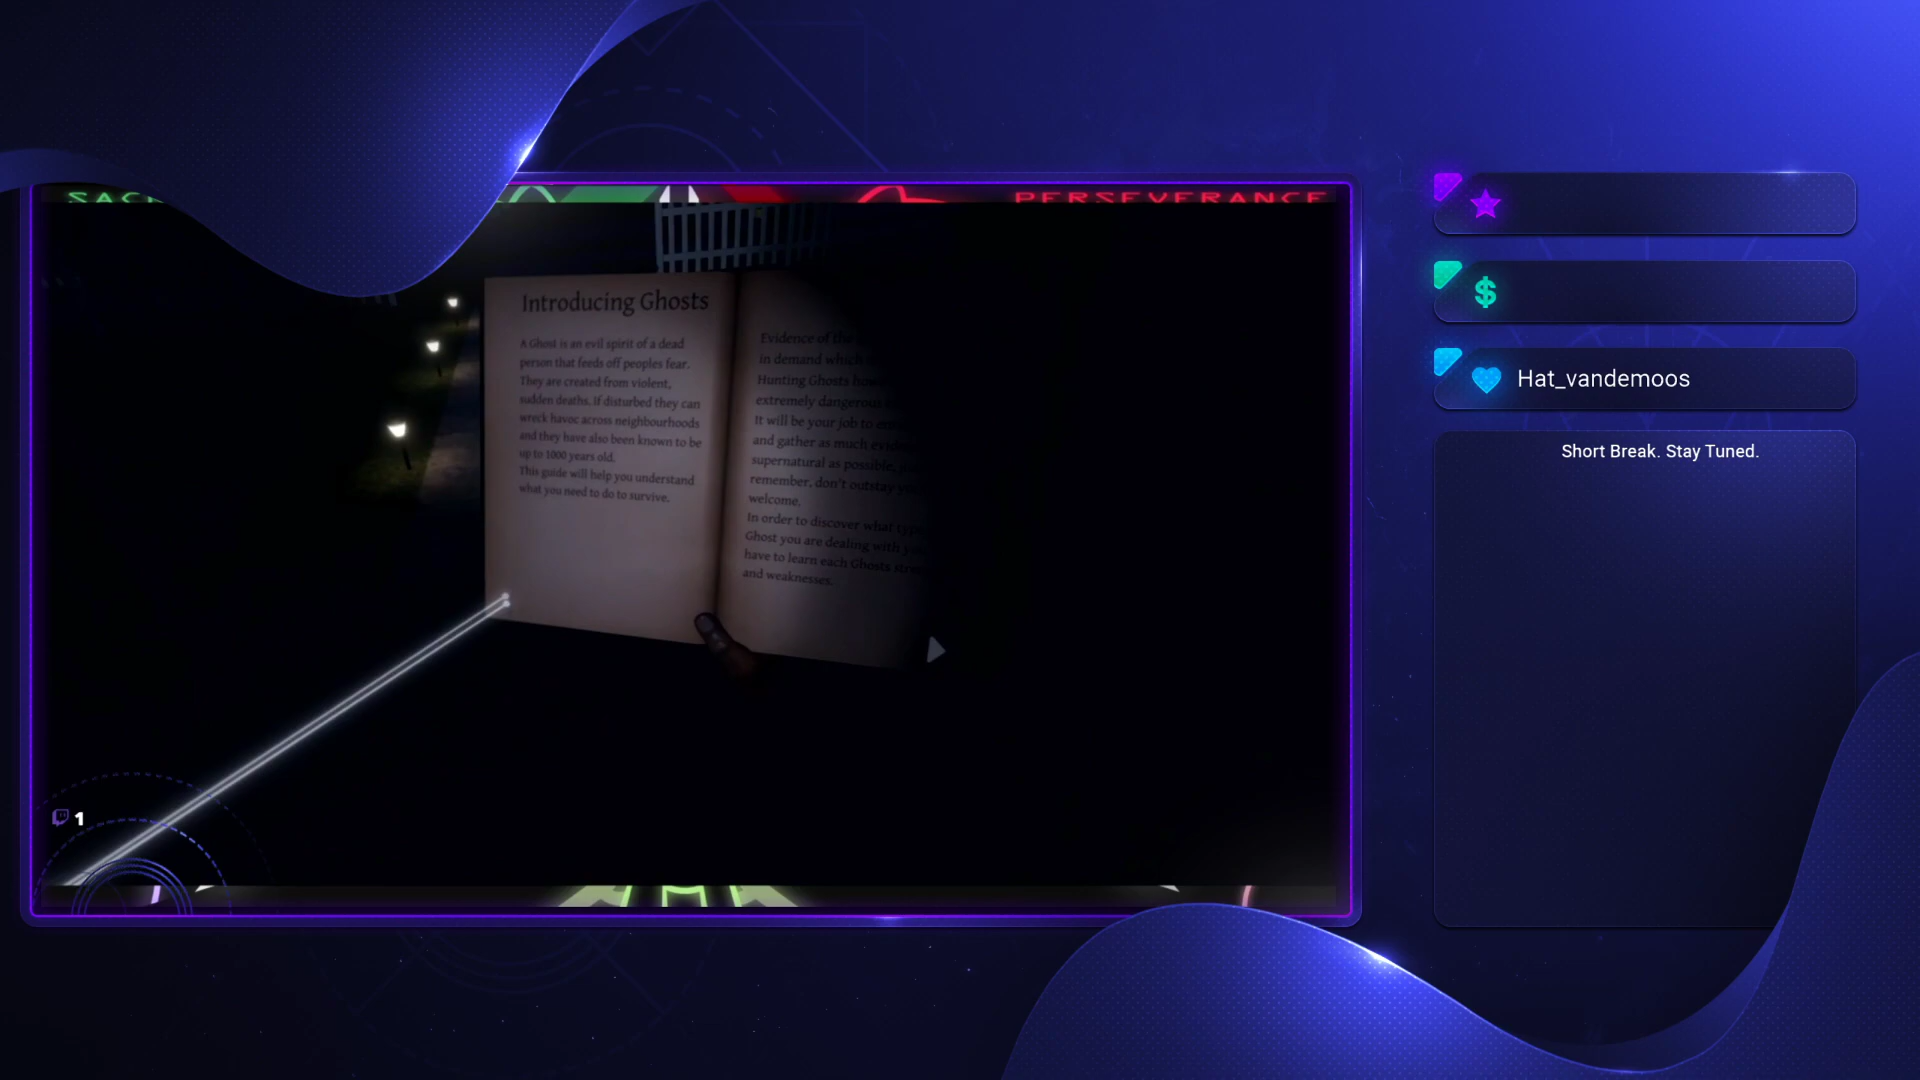 PERSEVERANCE
Introducing Ghosts
A Ghost is an evil spirit of a dead
person that feeds off peoples fear.
They are created from violent,
sudden deaths. If disturbed they can
wreck havoc across neighbourhoods
and they have also been known to be
up to 1000 years old.
This guide will help you understand
what you need to do to survive.
Evidence of the
in demand which
Hunting Ghosts
extremely dangerous
It will be your job to
and gather as much
supernatural as possible,
remember, don't outstay
welcome.
In order to discover what
Ghost you are dealing with
have to learn each Ghosts
and weaknesses.
1
$
Hat_vandemoos
Short Break. Stay Tuned.